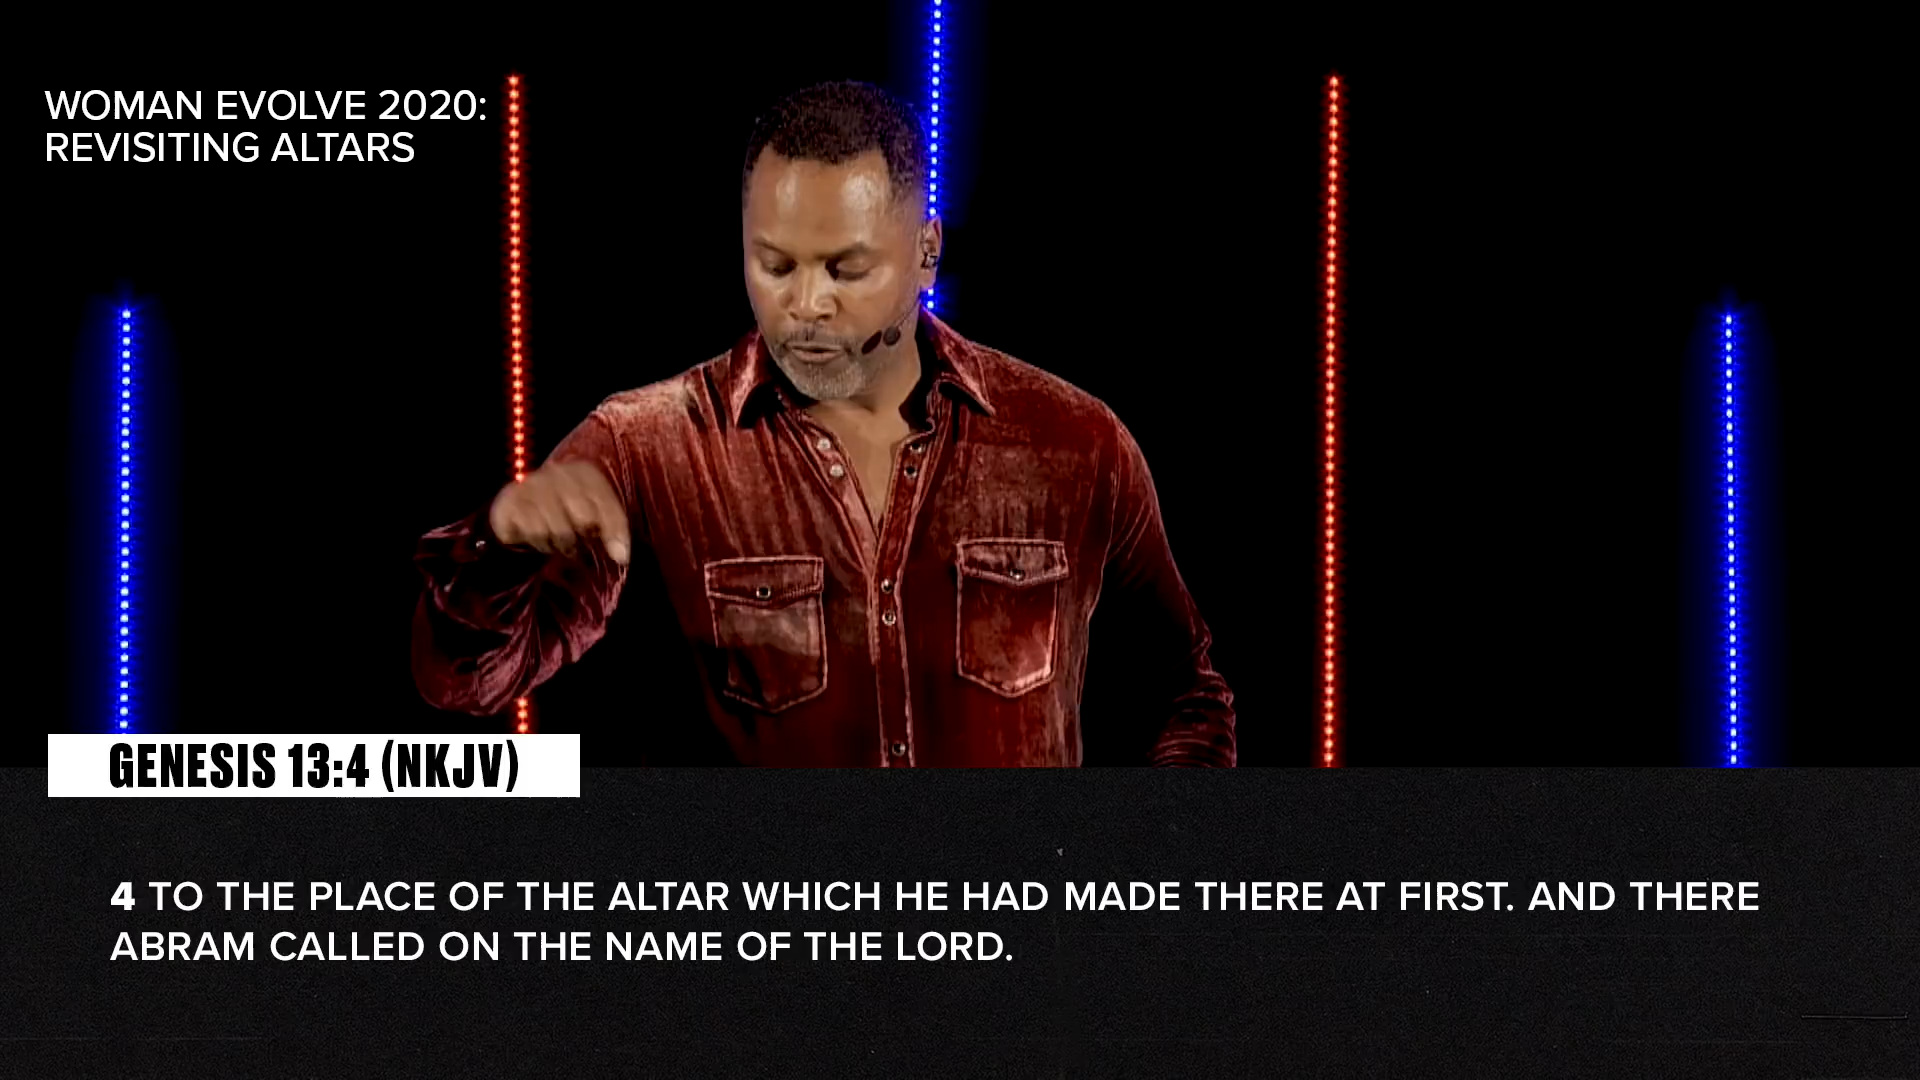 WOMAN EVOLVE 2020:
REVISITING ALTARS
GENESIS 13:4 (NKJV)
4 TO THE PLACE OF THE ALTAR WHICH HE HAD MADE THERE AT FIRST. AND THERE
ABRAM CALLED ON THE NAME OF THE LORD.